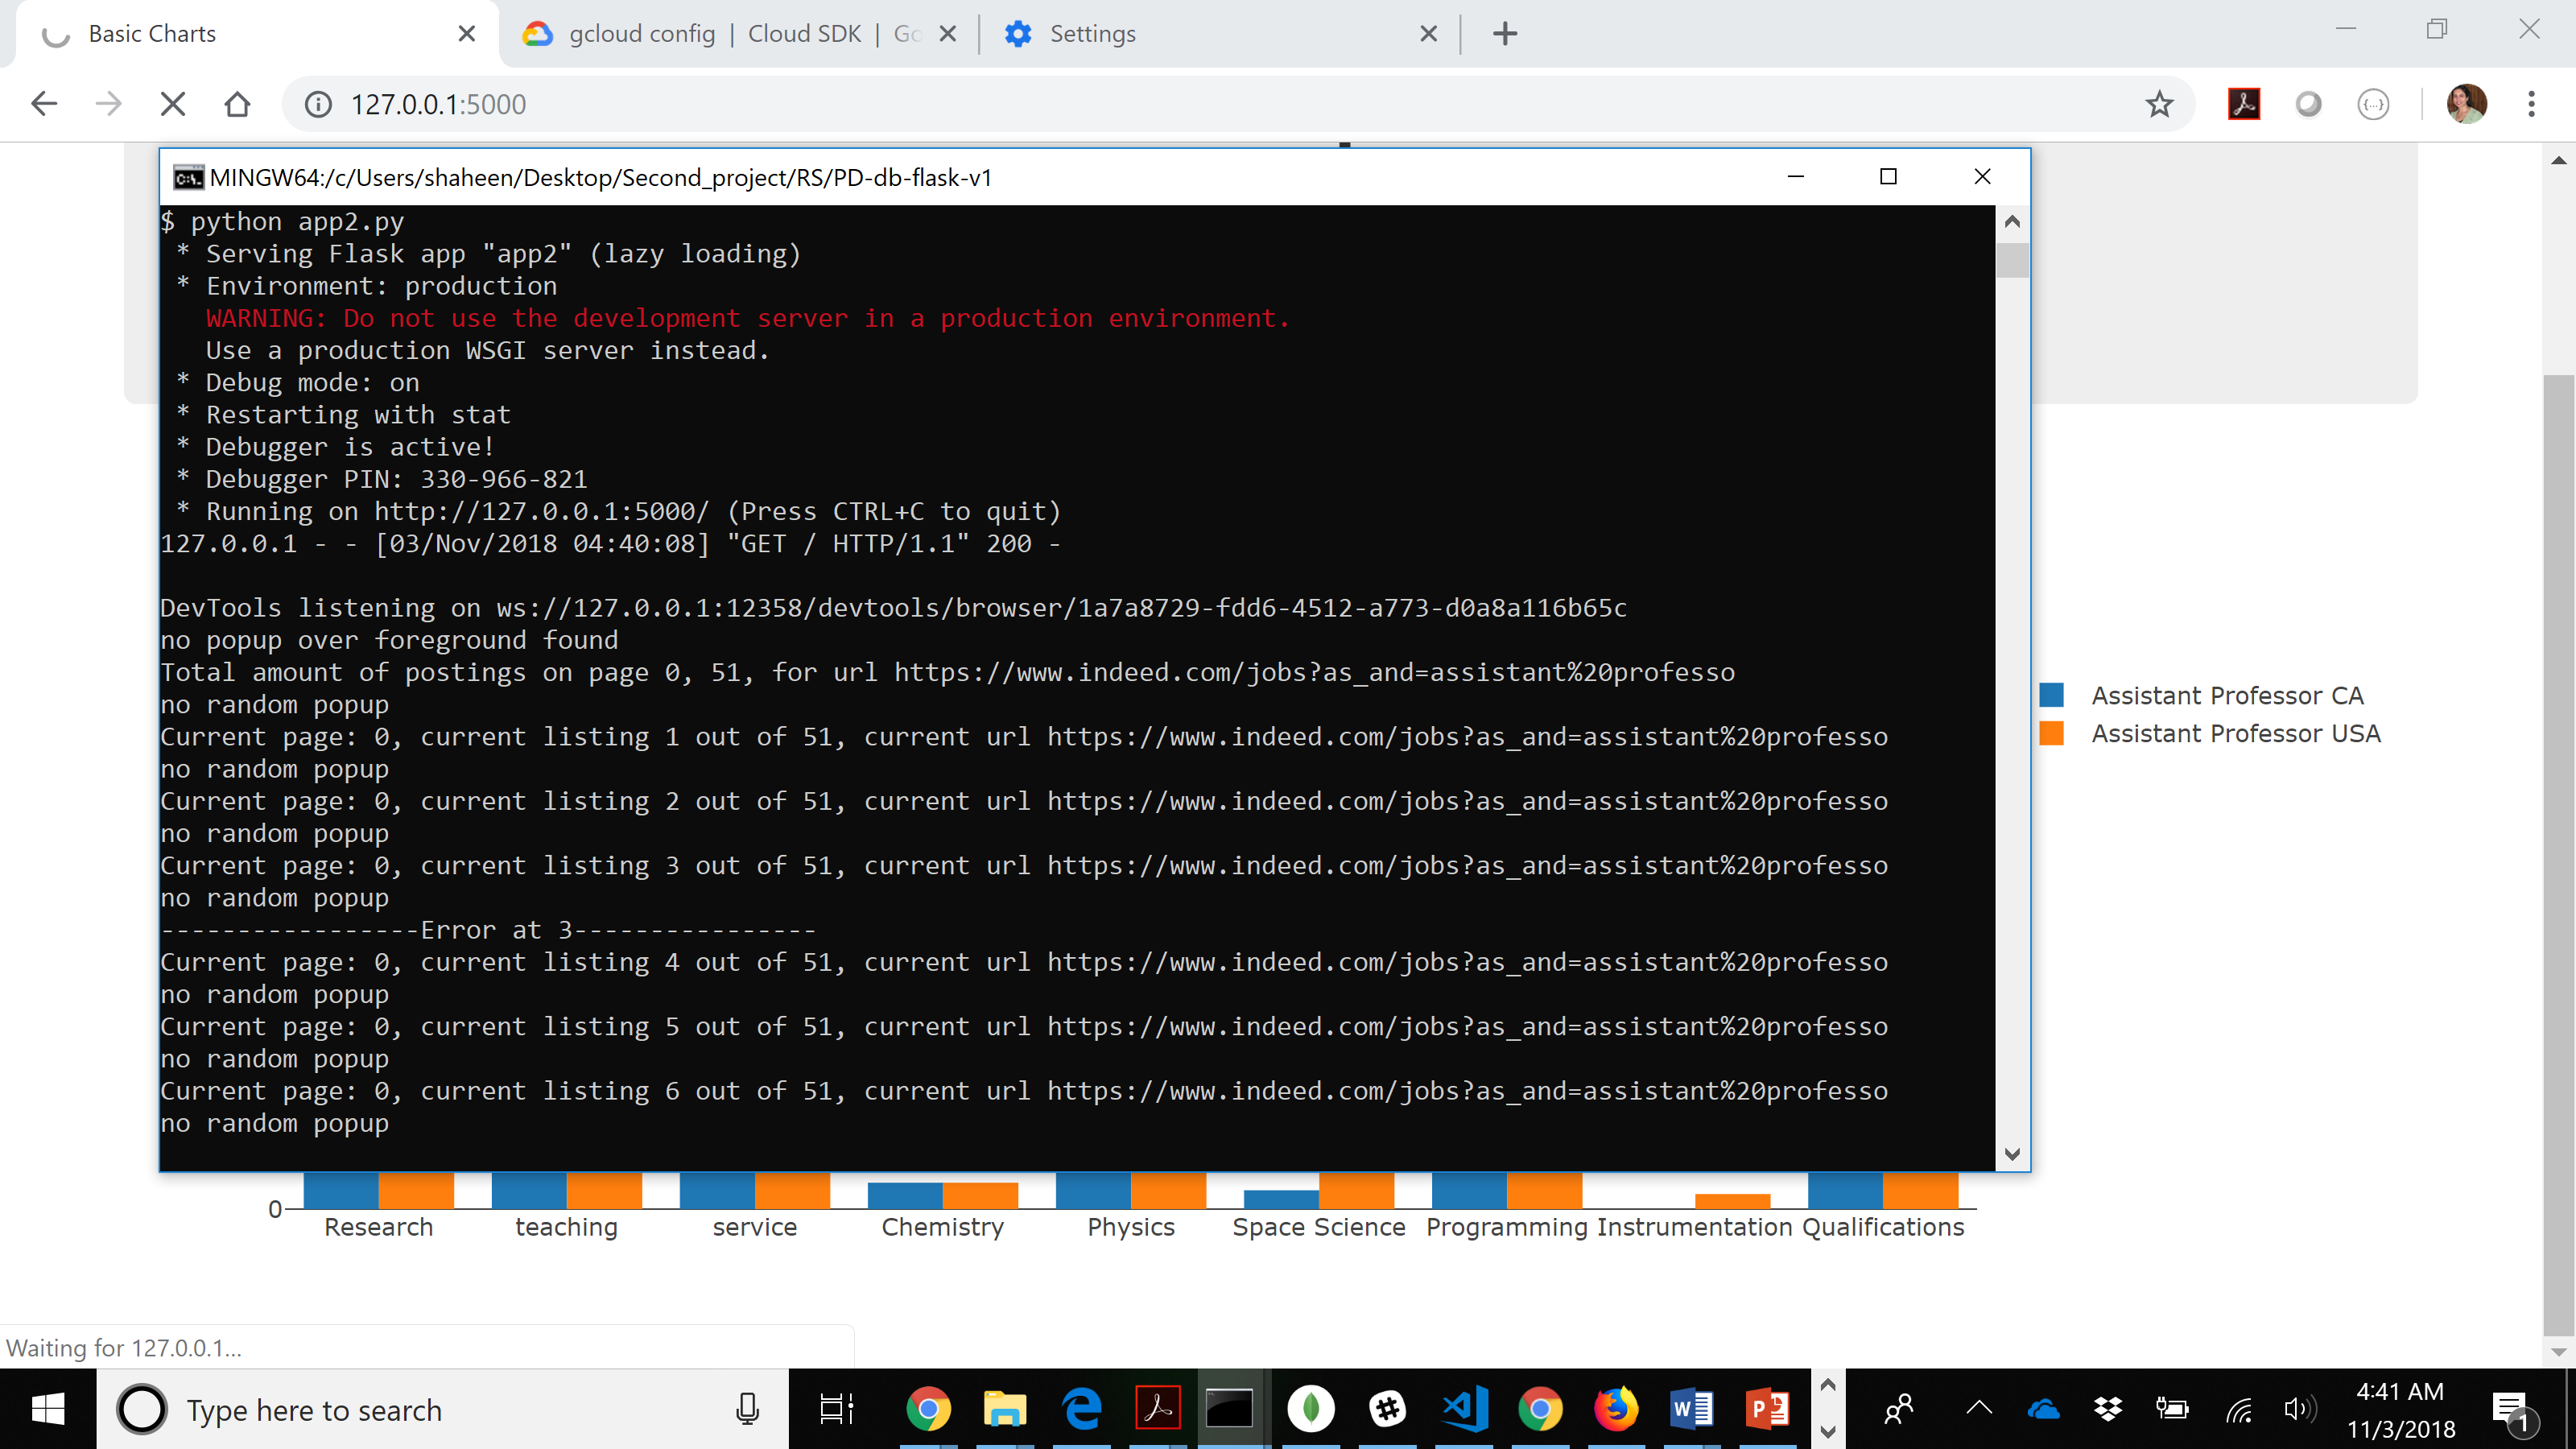 Basic Charts
gcloud config | Cloud SDK | Go
Settings
127.0.0.1:5000
MINGW64:/c/Users/shaheen/Desktop/Second_project/RS/PD-db-flask-v1
$ python app2.py
* Serving Flask app "app2" (lazy loading)
* Environment: production
WARNING: Do not use the development server in a production environment.
Use a production WSGI server instead.
* Debug mode: on
* Restarting with stat
* Debugger is active!
* Debugger PIN: 330-966-821
* Running on http://127.0.0.1:5000/ (Press CTRL+C to quit)
127.0.0.1 - - [03/Nov/2018 04:40:08] "GET / HTTP/1.1" 200 -
DevTools listening on ws://127.0.0.1:12358/devtools/browser/1a7a8729-fdd6-4512-a773-d0a8a116b65c
no popup over foreground found
Total amount of postings on page 0, 51, for url https://www.indeed.com/jobs?as_and=assistant%20professo
no random popup
Current page: 0, current listing 1 out of 51, current url https://www.indeed.com/jobs?as_and=assistant%20professo
no random popup
Current page: 0, current listing 2 out of 51, current url https://www.indeed.com/jobs?as_and=assistant%20professo
no random popup
Current page: 0, current listing 3 out of 51, current url https://www.indeed.com/jobs?as_and=assistant%20professo
no random popup
-----------------Error at 3----------------
Current page: 0, current listing 4 out of 51, current url https://www.indeed.com/jobs?as_and=assistant%20professo
no random popup
Current page: 0, current listing 5 out of 51, current url https://www.indeed.com/jobs?as_and=assistant%20professo
no random popup
Current page: 0, current listing 6 out of 51, current url https://www.indeed.com/jobs?as_and=assistant%20professo
no random popup
Assistant Professor CA
Assistant Professor USA
0
Research teaching service Chemistry Physics Space Science Programming Instrumentation Qualifications
Waiting for 127.0.0.1...
Type here to search
4:41 AM
11/3/2018
1